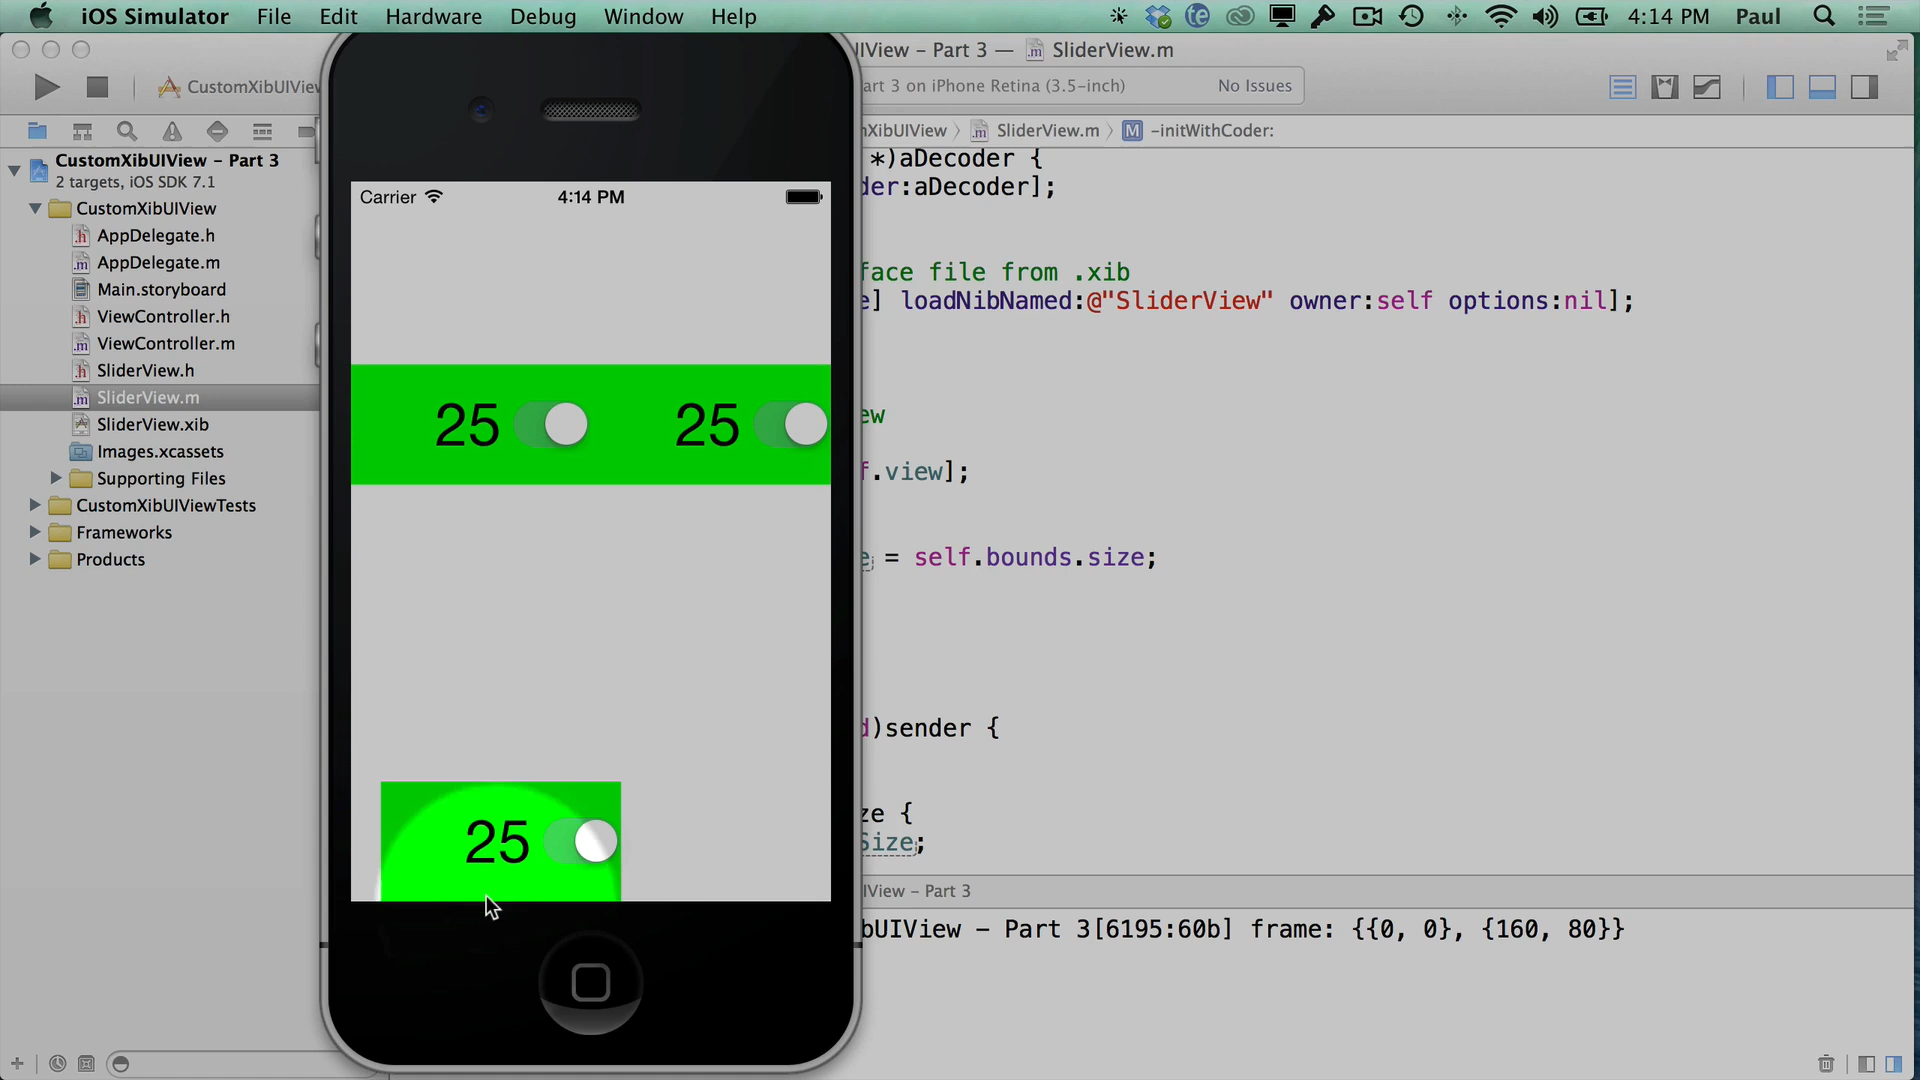 iOS Simulator File Edit Hardware Debug Window Help 4:14 PM Paul
IView - Part 3 — SliderView.m
CustomXibUIView art 3 on iPhone Retina (3.5-inch) No Issues
XibUIView SliderView.m M -initWithCoder:
CustomXibUIView - Part 3
2 targets, iOS SDK 7.1
CustomXibUIView
AppDelegate.h
AppDelegate.m
Main.storyboard
ViewController.h
ViewController.m
SliderView.h
SliderView.m
SliderView.xib
Images.xcassets
Supporting Files
CustomXibUIViewTests
Frameworks
Products
Carrier 4:14 PM
25 25
25
*)aDecoder {
der:aDecoder];
face file from .xib
e] loadNibNamed:@"SliderView" owner:self options:nil];
ew
f.view];
e = self.bounds.size;
d)sender {
ze {
Size;
IView - Part 3
bUIView - Part 3[6195:60b] frame: {{0, 0}, {160, 80}}